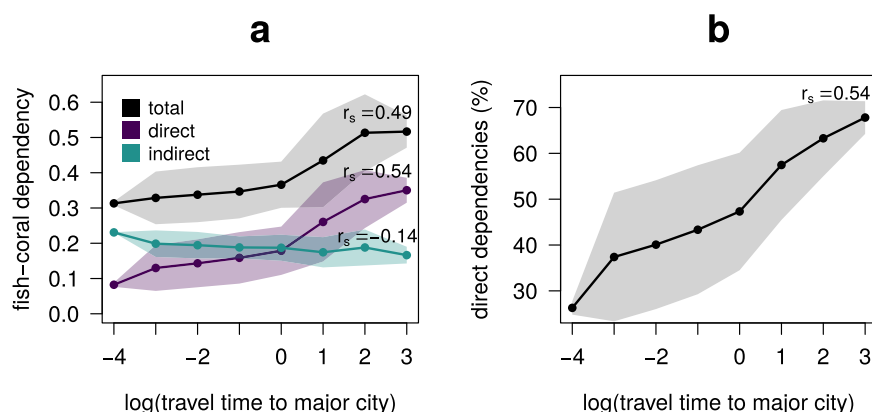 a
fish−coral dependency
0.6
0.5
0.4
0.3
0.2
0.1
0.0
total
direct
indirect
rs =0.49
rs =0.54
rs =−0.14
−4
−2
0
1
2
3
log(travel time to major city)
b
direct dependencies (%)
70
60
50
40
30
rs =0.54
−4
−2
0
1
2
3
log(travel time to major city)